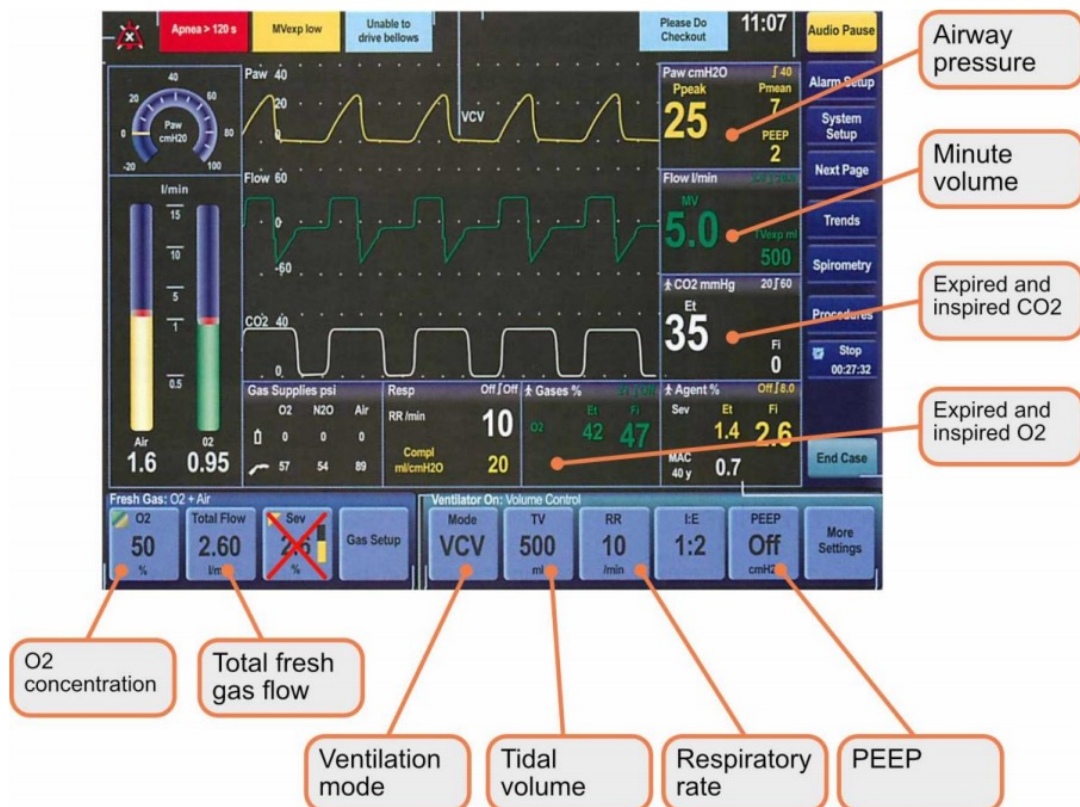 Apnea > 120 s
MVexp low
Unable to
drive bellows
Please Do
Checkout
11:07
Audio Pause
Airway
pressure
40
20
60
0
80
-20
100
Paw
cmH20
Paw 40
20
0
VCV
Paw cmH2O
40
Ppeak
Pmean
25
7
PEEP
2
Alarm Setup
System
Setup
Next Page
Minute
volume
l/min
15
10
5
1
0.5
Air
1.6
O2
0.95
Flow 60
0
-60
Flow l/min
MV
5.0
TVexp ml
500
Trends
Spirometry
CO2 40
0
CO2 mmHg
20 60
Et
35
Fi
0
Procedures
Stop
00:27:32
Expired and
inspired CO2
Gas Supplies psi
O2 N2O Air
0 0 0
57 54 89
Resp
Off Off
RR /min
10
Compl
ml/cmH2O
20
Gases %
Et Fi
O2 42 47
Agent %
Off 8.0
Sev Et Fi
1.4 2.6
MAC
40 y
0.7
Expired and
inspired O2
End Case
Fresh Gas: O2 + Air
O2
50
%
Total Flow
2.60
Sev
2.6
%
Gas Setup
Ventilator On: Volume Control
Mode
VCV
TV
500
ml
RR
10
/min
I:E
1:2
PEEP
Off
More
Settings
O2
concentration
Total fresh
gas flow
Ventilation
mode
Tidal
volume
Respiratory
rate
PEEP